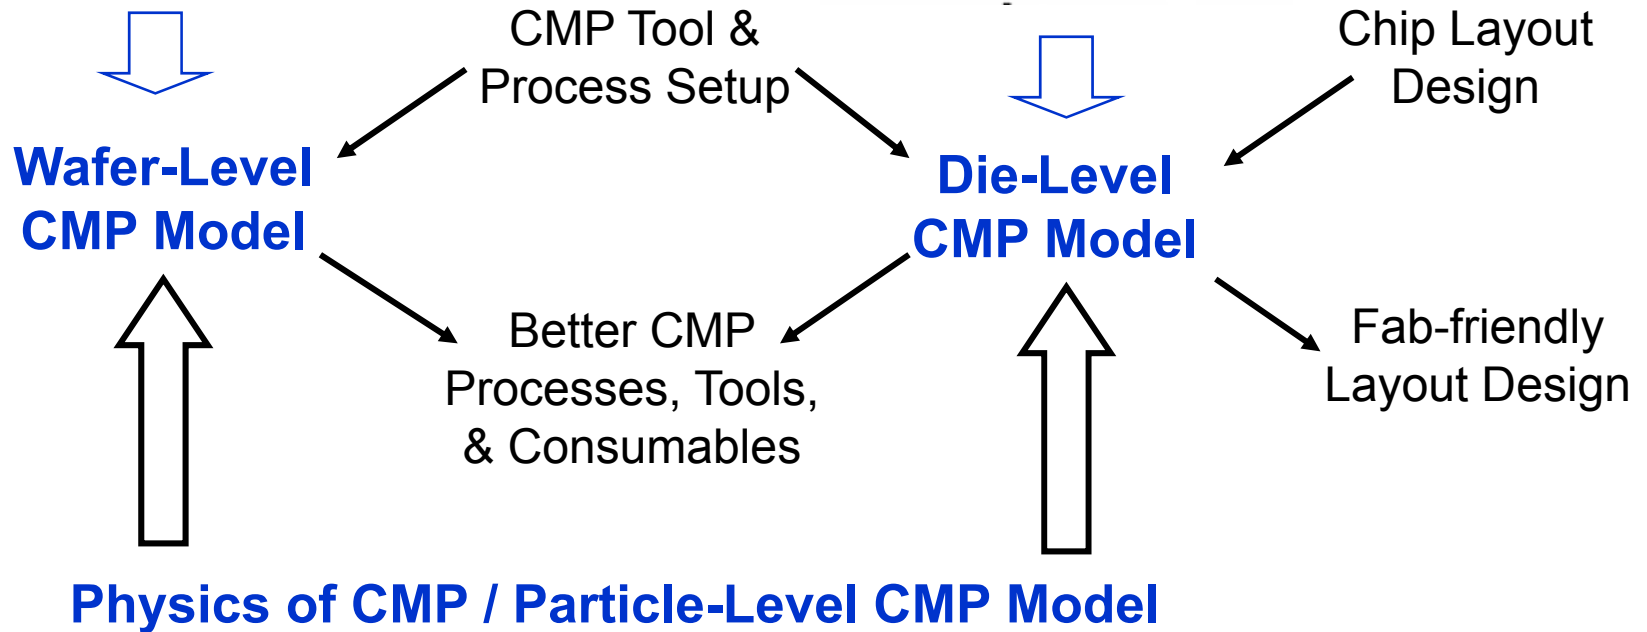 CMP Tool &
Process Setup
Chip Layout
Design
Wafer-Level
CMP Model
Die-Level
CMP Model
Better CMP
Processes, Tools,
& Consumables
Fab-friendly
Layout Design
Physics of CMP / Particle-Level CMP Model